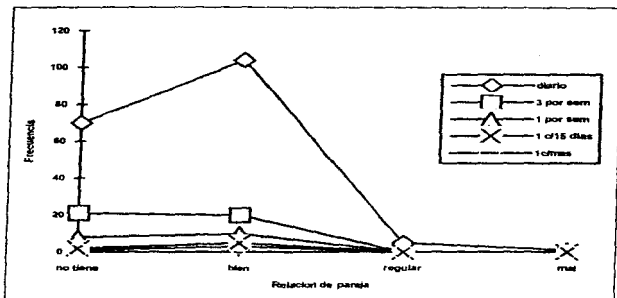 120
100
80
60
40
20
0
Frecuencia
no tiene
bien
regular
mal
Relacion de pareja
diario
3 por sem
1 por sem
1 c/15 dias
1c/mes